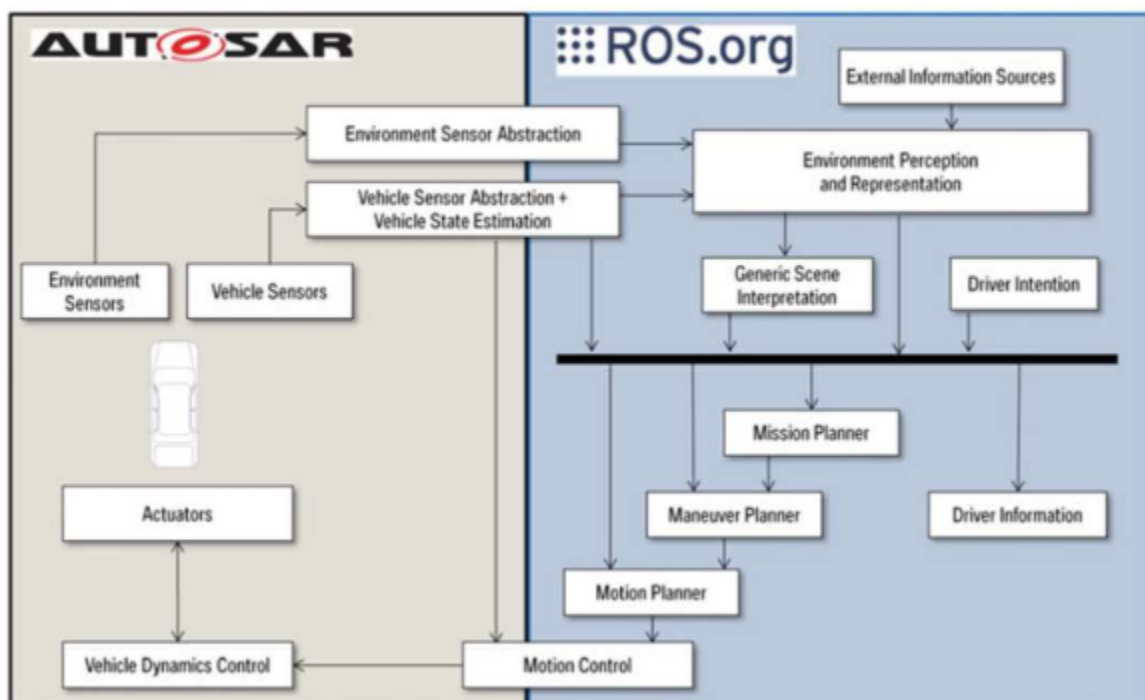 AUTOSAR
ROS.org
External Information Sources
Environment Sensor Abstraction
Environment Perception
and Representation
Vehicle Sensor Abstraction +
Vehicle State Estimation
Environment
Sensors
Vehicle Sensors
Generic Scene
Interpretation
Driver Intention
Mission Planner
Actuators
Maneuver Planner
Driver Information
Motion Planner
Vehicle Dynamics Control
Motion Control